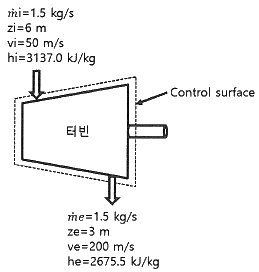 ṁi=1.5 kg/s
zi=6 m
vi=50 m/s
hi=3137.0 kJ/kg
Control surface
터빈
ṁe=1.5 kg/s
ze=3 m
ve=200 m/s
he=2675.5 kJ/kg